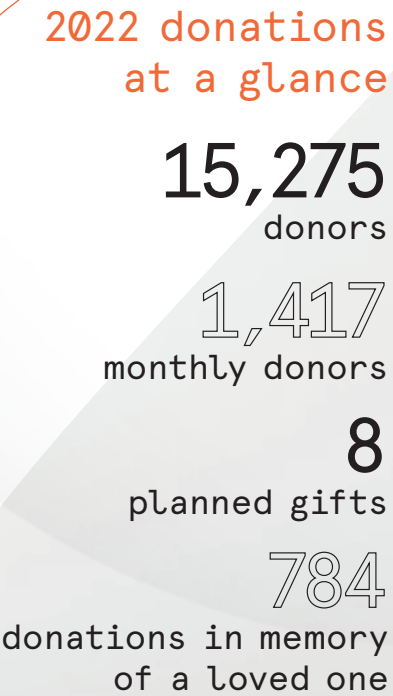 2022 donations
at a glance
15,275
donors
1,417
monthly donors
8
planned gifts
784
donations in memory
of a loved one